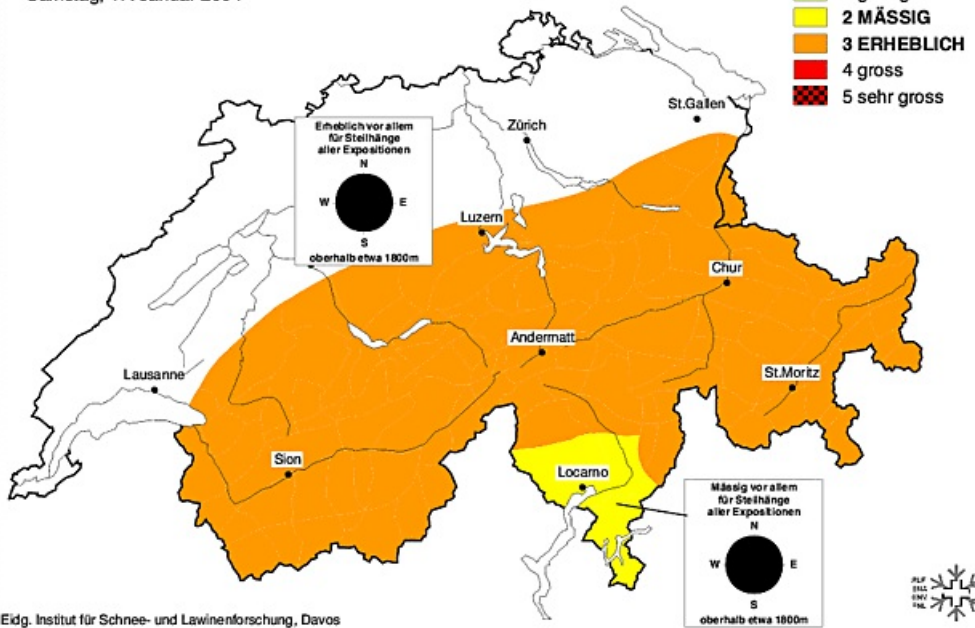 2 MÄSSIG
3 ERHEBLICH
4 gross
5 sehr gross
St.Gallen
Zürich
Erheblich vor allem
für Steilhänge
aller Expositionen
N
W E
S
oberhalb etwa 1800m
Luzern
Chur
Andermatt
Lausanne
St.Moritz
Sion
Locarno
Mässig vor allem
für Steilhänge
aller Expositionen
N
W E
S
oberhalb etwa 1800m
SLF
Eidg. Institut für Schnee- und Lawinenforschung, Davos